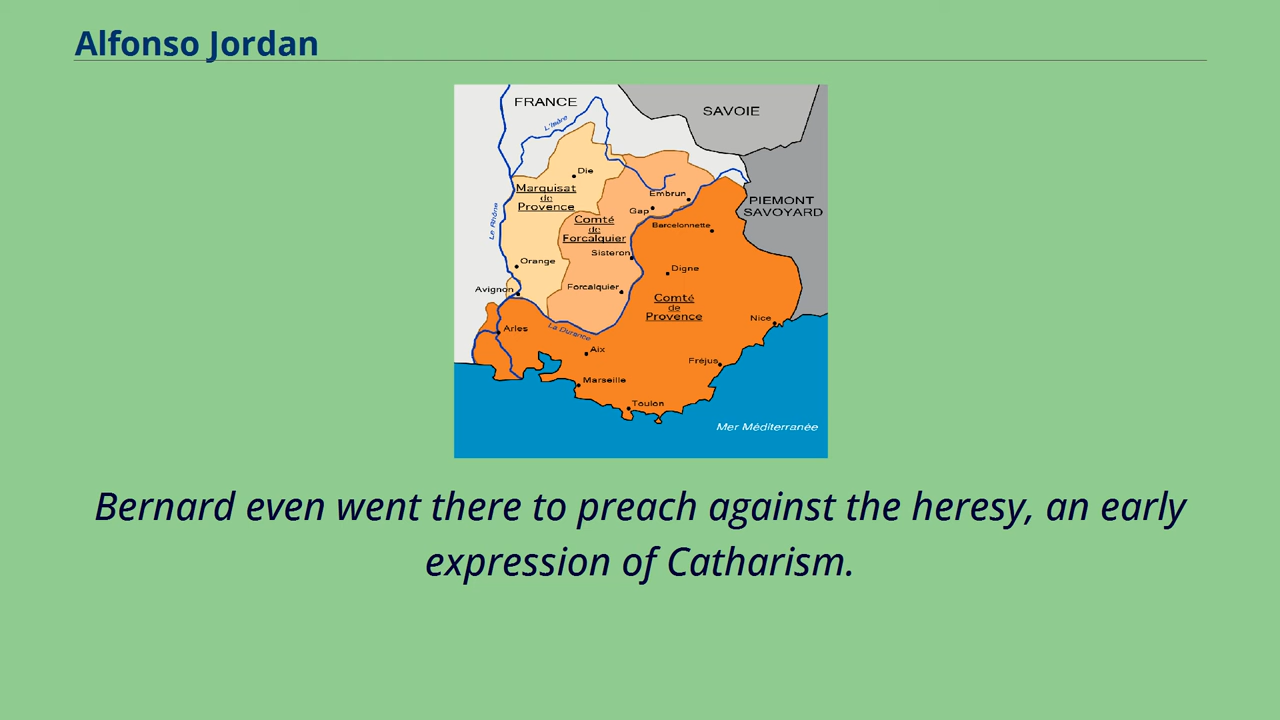 Alfonso Jordan
FRANCE
SAVOIE
L'Isère
Die
Marquisat
de
Provence
Embrun
PIEMONT
SAVOYARD
Gap
Comté
de
Forcalquier
Barcelonnette
Le Rhône
Sisteron
Orange
Digne
Avignon
Forcalquier
Comté
de
Provence
Nice
Arles
La Durance
Aix
Fréjus
Marseille
Toulon
Mer Méditerranée
Bernard even went there to preach against the heresy, an early
expression of Catharism.